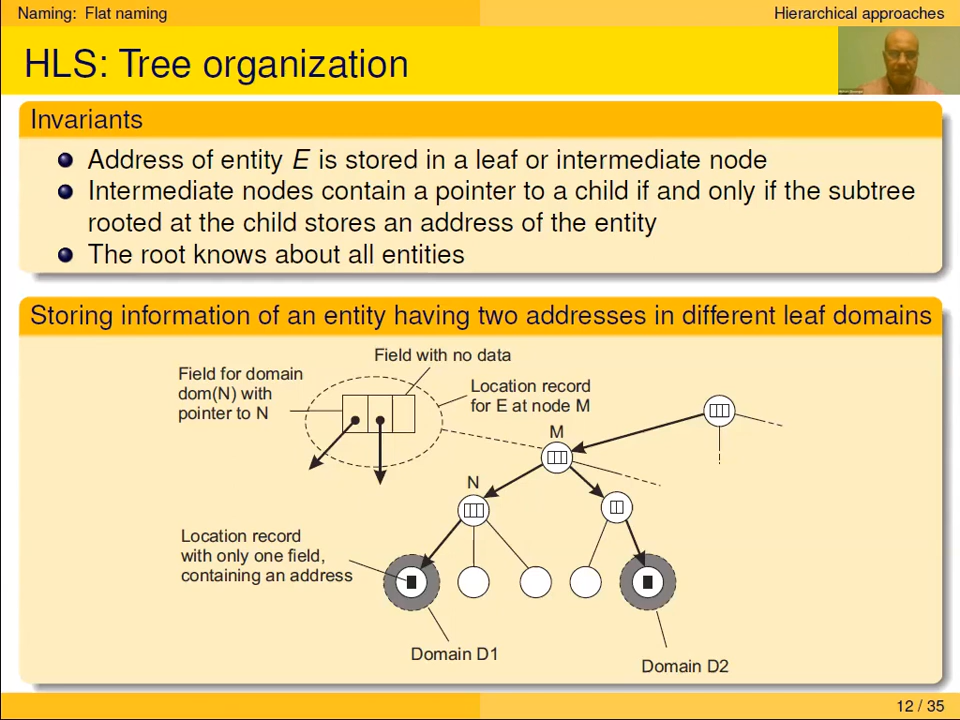 Naming: Flat naming
Hierarchical approaches
HLS: Tree organization
Invariants
Address of entity E is stored in a leaf or intermediate node
Intermediate nodes contain a pointer to a child if and only if the subtree
rooted at the child stores an address of the entity
The root knows about all entities
Storing information of an entity having two addresses in different leaf domains
Field with no data
Field for domain
dom(N) with
pointer to N
Location record
for E at node M
M
N
Location record
with only one field,
containing an address
Domain D1
Domain D2
12 / 35